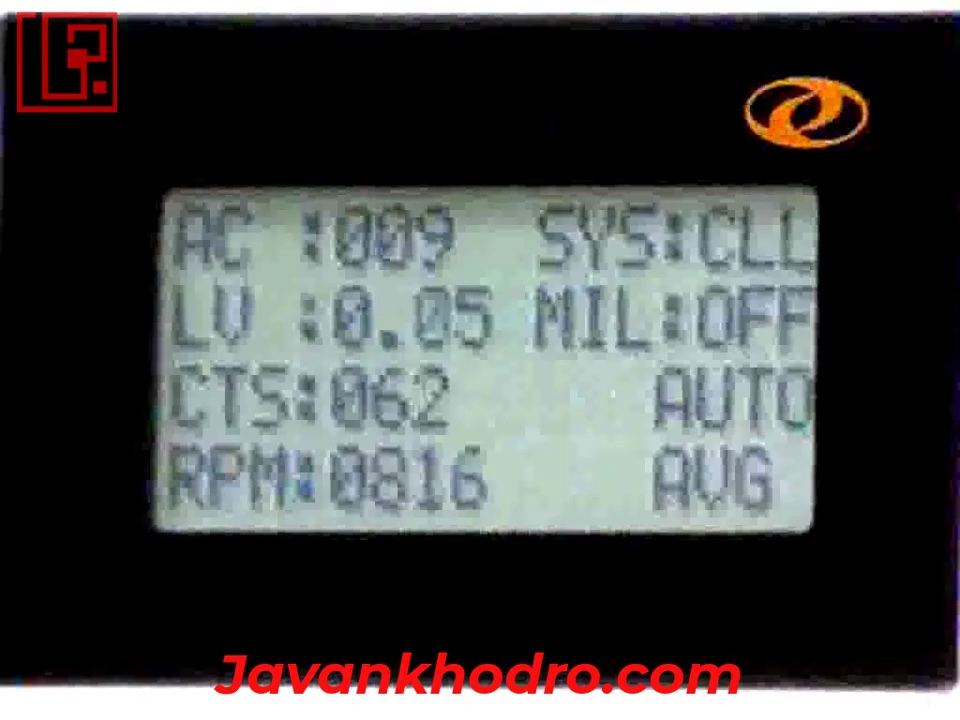 AC :009 SYS:CLL
LV :0.05 MIL:OFF
CTS:062 AUTO
RPM:0816 AVG
Javankhodro.com